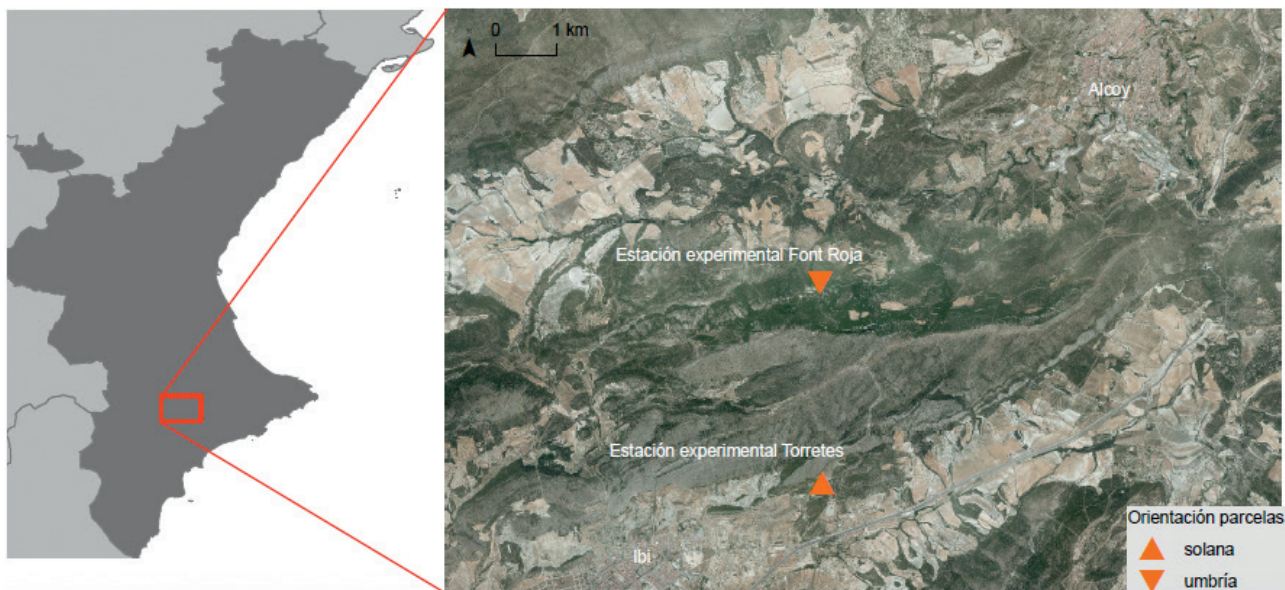 0 1 km
Alcoy
Estación experimental Font Roja
Estación experimental Torretes
Ibi
Orientación parcelas
solana
umbría